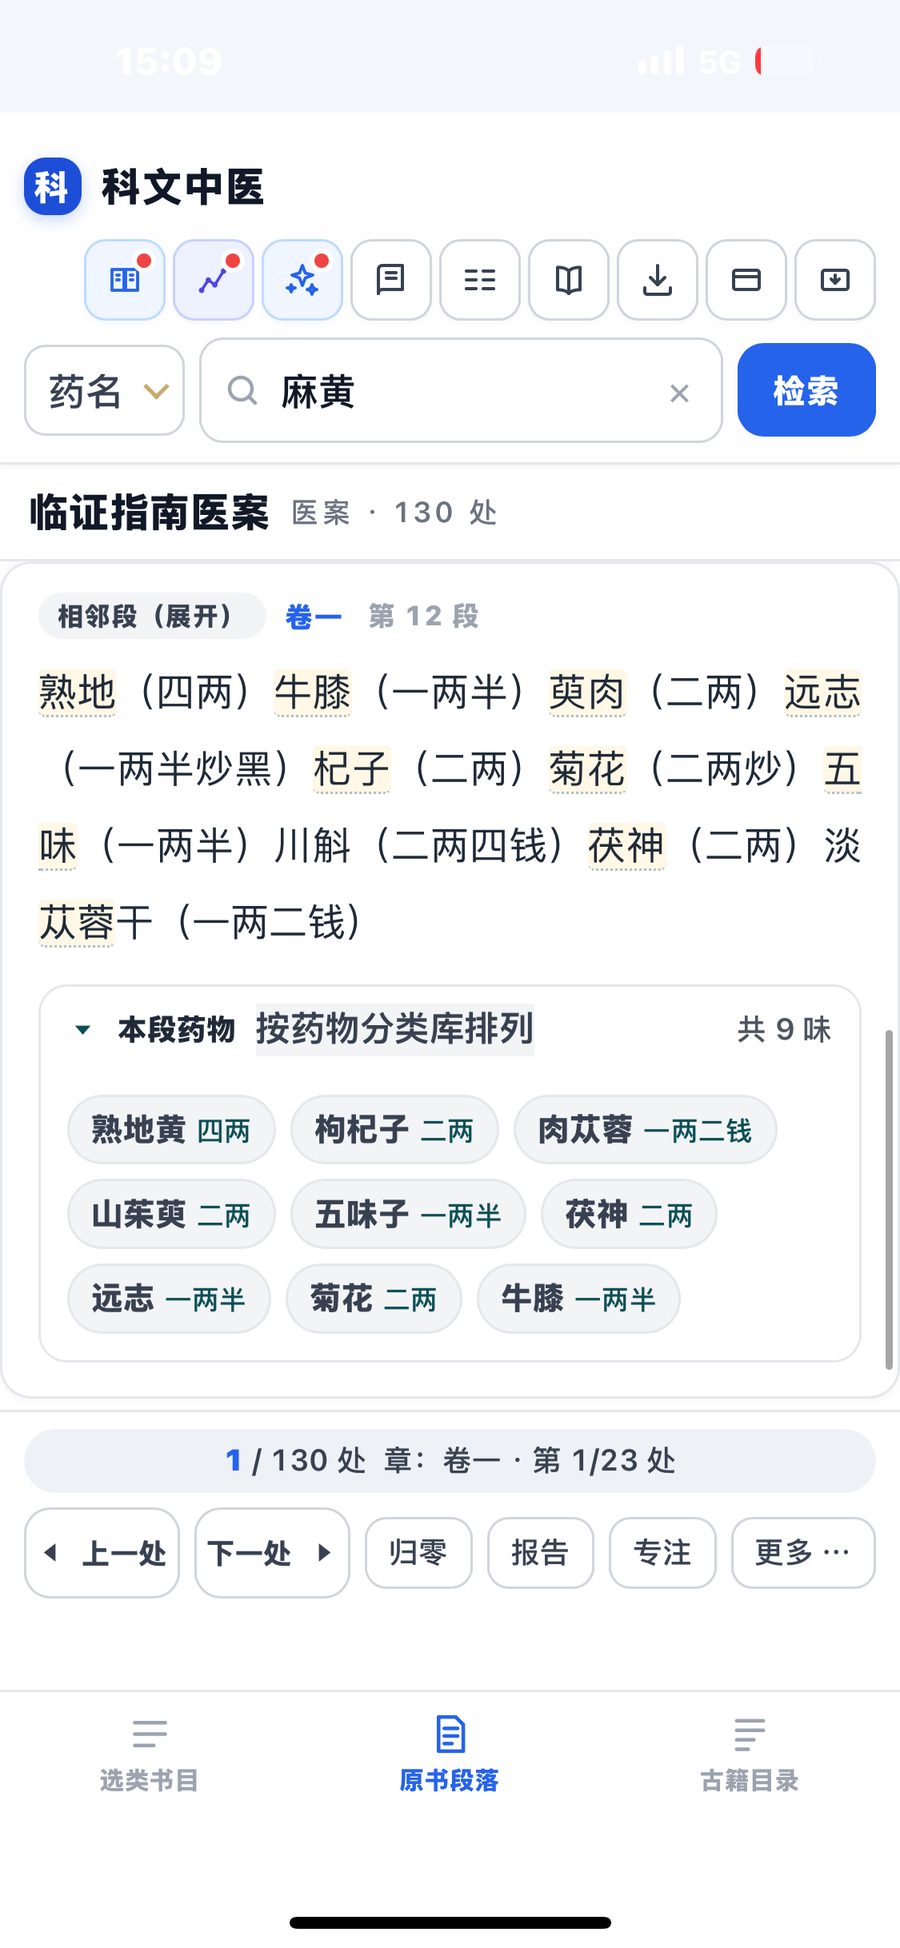 15:09 5G
科 科文中医
药名 麻黄 × 检索
临证指南医案 医案 · 130 处
相邻段（展开） 卷一 第 12 段
熟地（四两）牛膝（一两半）萸肉（二两）远志
（一两半炒黑）杞子（二两）菊花（二两炒）五
味（一两半）川斛（二两四钱）茯神（二两）淡
苁蓉干（一两二钱）
本段药物 按药物分类库排列 共 9 味
熟地黄 四两 枸杞子 二两 肉苁蓉 一两二钱
山茱萸 二两 五味子 一两半 茯神 二两
远志 一两半 菊花 二两 牛膝 一两半
1 / 130 处 章：卷一 · 第 1/23 处
上一处 下一处 归零 报告 专注 更多 ···
选类书目 原书段落 古籍目录